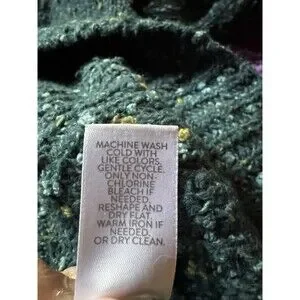 MACHINE WASH
COLD WITH
LIKE COLORS,
GENTLE CYCLE.
ONLY NON-
CHLORINE
BLEACH IF
NEEDED.
RESHAPE AND
DRY FLAT.
WARM IRON IF
NEEDED.
OR DRY CLEAN.